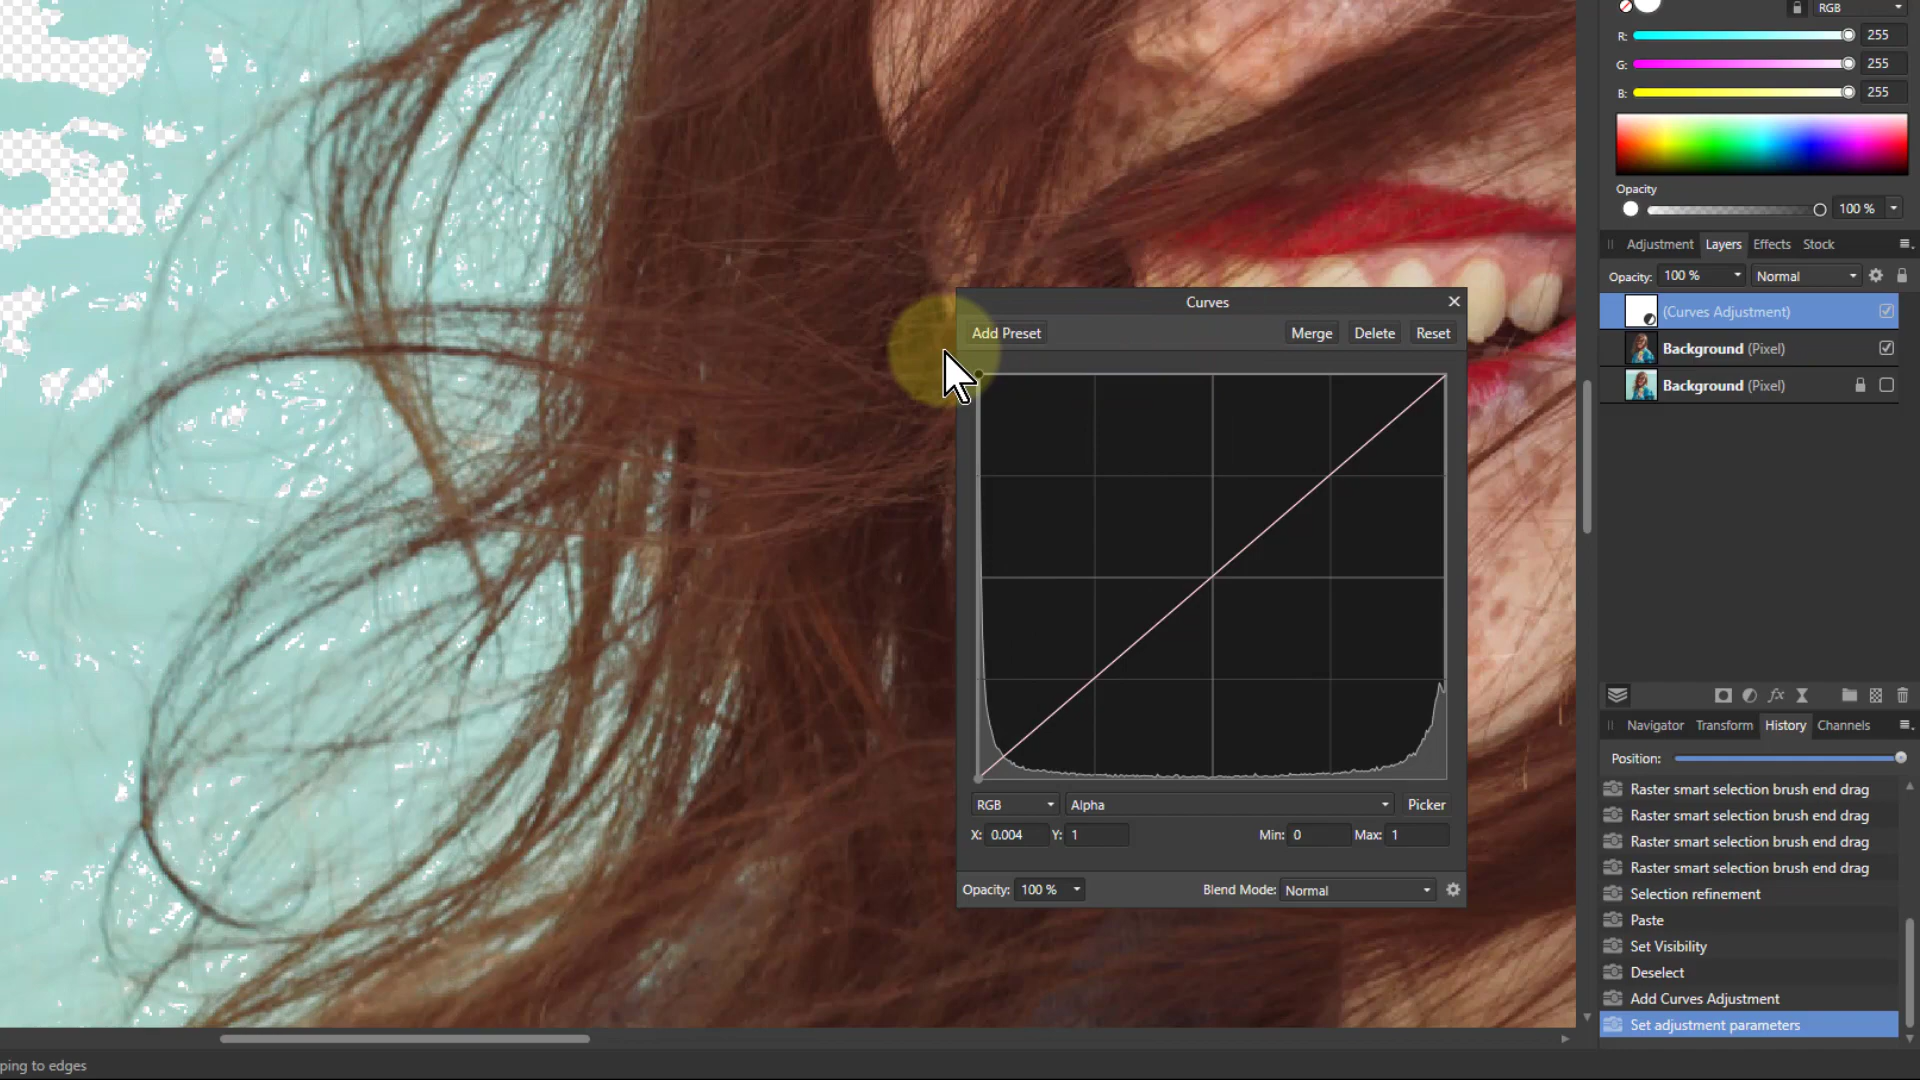 RGB
R: 255
G: 255
B: 255
Opacity
100 %
Adjustment Layers Effects Stock
Opacity: 100 % Normal
(Curves Adjustment)
Background (Pixel)
Background (Pixel)
Curves
Add Preset Merge Delete Reset
RGB Alpha Picker
X: 0.004 Y: 1 Min: 0 Max: 1
Opacity: 100 % Blend Mode: Normal
Navigator Transform History Channels
Position:
Raster smart selection brush end drag
Raster smart selection brush end drag
Raster smart selection brush end drag
Raster smart selection brush end drag
Selection refinement
Paste
Set Visibility
Deselect
Add Curves Adjustment
Set adjustment parameters
ping to edges